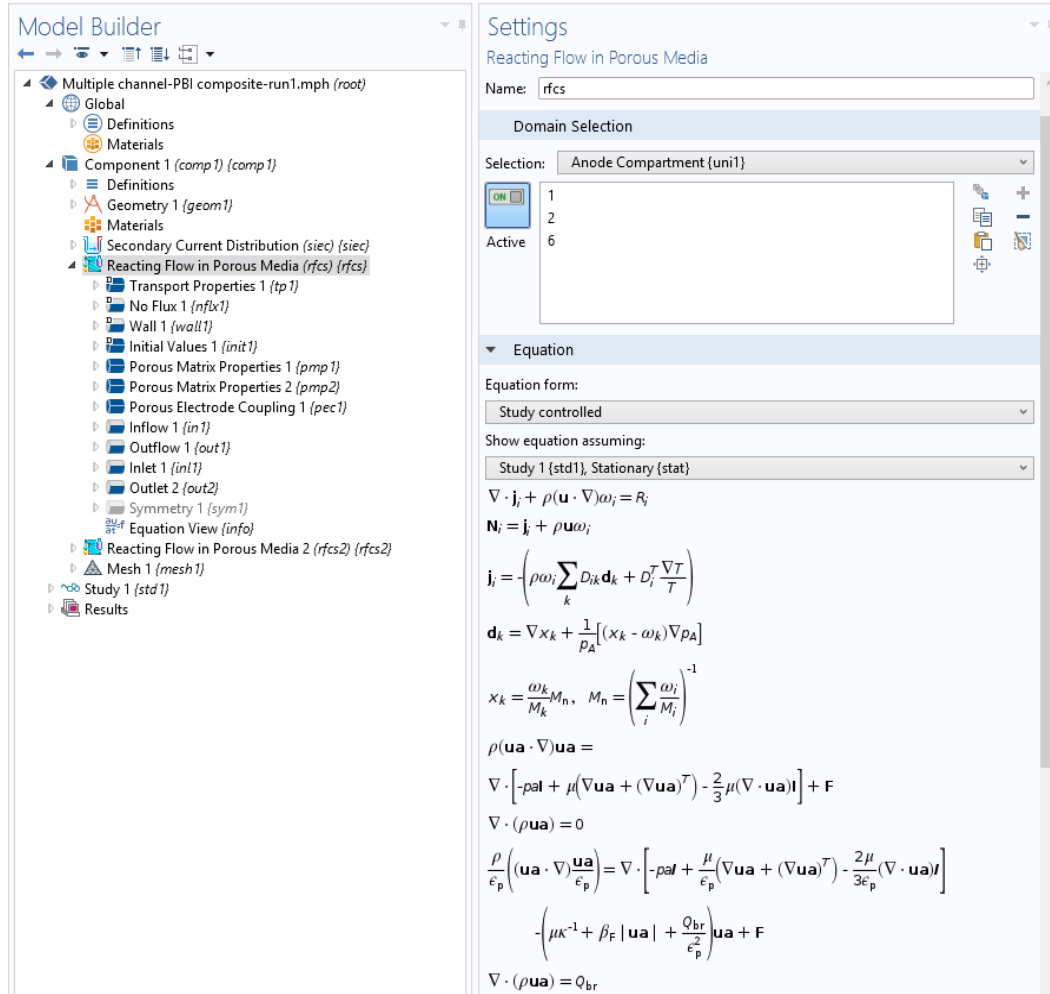 Model Builder
Multiple channel-PBI composite-run1.mph (root)
Global
Definitions
Materials
Component 1 (comp1) {comp1}
Definitions
Geometry 1 {geom1}
Materials
Secondary Current Distribution (siec) {siec}
Reacting Flow in Porous Media (rfcs) {rfcs}
Transport Properties 1 {tp1}
No Flux 1 {nflx1}
Wall 1 {wall1}
Initial Values 1 {init1}
Porous Matrix Properties 1 {pmp1}
Porous Matrix Properties 2 {pmp2}
Porous Electrode Coupling 1 {pec1}
Inflow 1 {in1}
Outflow 1 {out1}
Inlet 1 {inl1}
Outlet 2 {out2}
Symmetry 1 {sym1}
Equation View {info}
Reacting Flow in Porous Media 2 (rfcs2) {rfcs2}
Mesh 1 {mesh1}
Study 1 {std1}
Results
Settings
Reacting Flow in Porous Media
Name: rfcs
Domain Selection
Selection: Anode Compartment {uni1}
ON
Active
1
2
6
Equation
Equation form:
Study controlled
Show equation assuming:
Study 1 {std1}, Stationary {stat}
∇ · j_i + ρ(u · ∇)ω_i = R_i
N_i = j_i + ρuω_i
j_i = -(ρω_i ∑_k D_ik d_k + D_i^T ∇T/T)
d_k = ∇x_k + 1/p_A [(x_k - ω_k)∇p_A]
x_k = ω_k/M_k M_n, M_n = (∑_i ω_i/M_i)^-1
ρ(ua · ∇)ua =
∇ · [-paI + μ(∇ua + (∇ua)^T) - 2/3 μ(∇ · ua)I] + F
∇ · (ρua) = 0
ρ/ϵ_p ((ua · ∇) ua/ϵ_p) = ∇ · [-paI + μ/ϵ_p (∇ua + (∇ua)^T) - 2μ/3ϵ_p (∇ · ua)I]
-(μκ^-1 + β_F |ua| + Q_br/ϵ_p^2)ua + F
∇ · (ρua) = Q_br